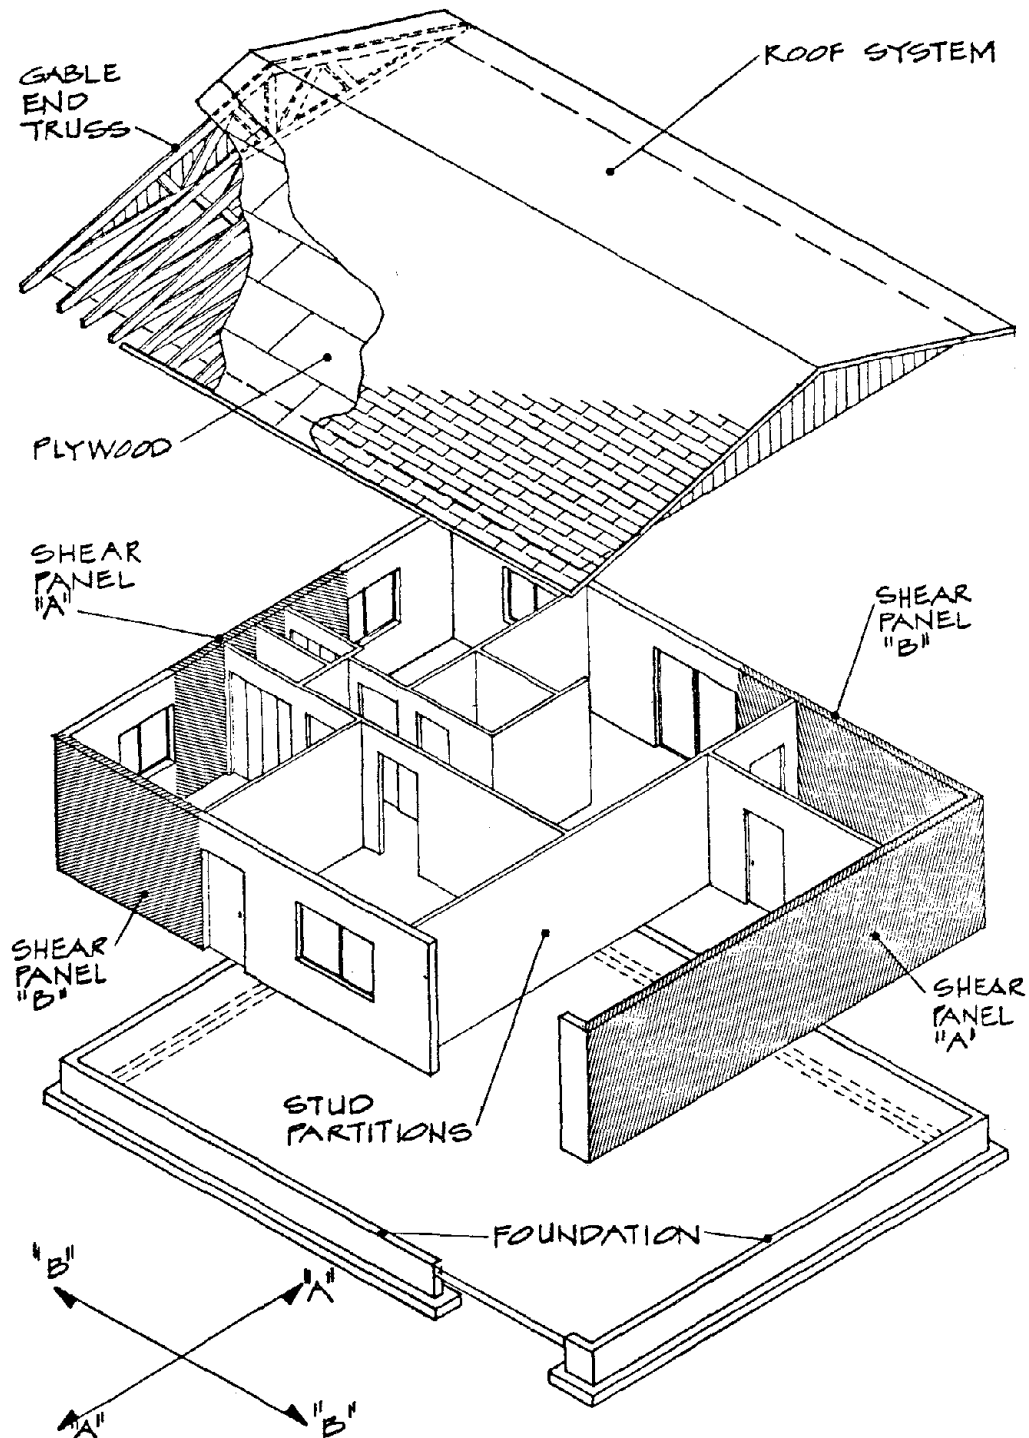 GABLE
END
TRUSS
ROOF SYSTEM
PLYWOOD
SHEAR
PANEL
"A"
SHEAR
PANEL
"B"
SHEAR
PANEL
"B"
SHEAR
PANEL
"A"
STUD
PARTITIONS
FOUNDATION
"B"
"A"
"A"
"B"